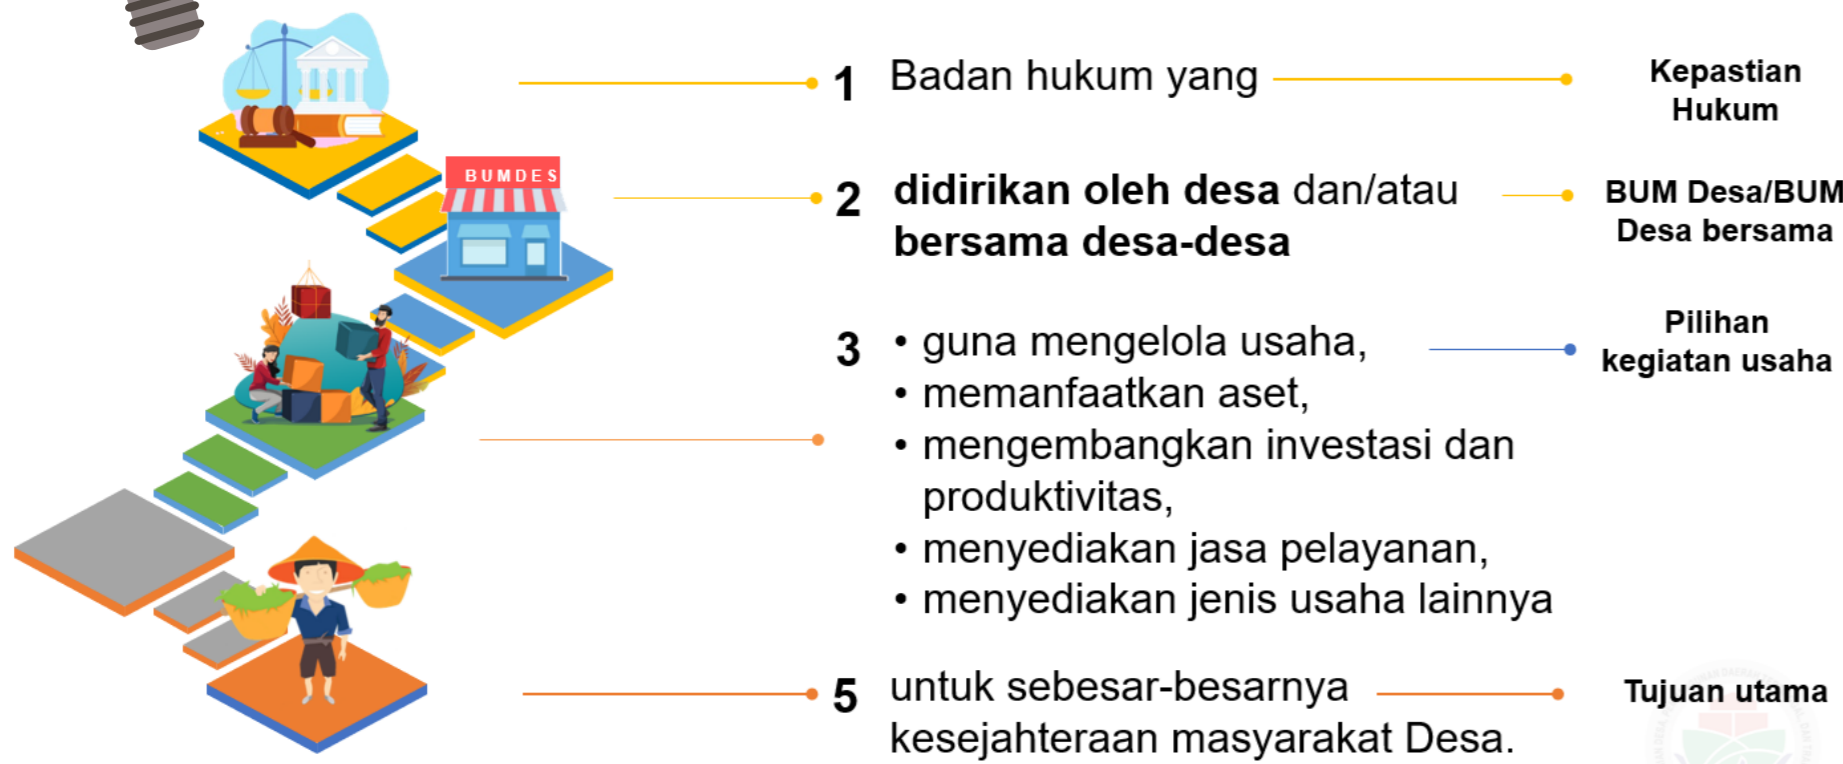 1 Badan hukum yang
Kepastian
Hukum
BUMDES
2 didirikan oleh desa dan/atau
bersama desa-desa
BUM Desa/BUM
Desa bersama
3 • guna mengelola usaha,
• memanfaatkan aset,
• mengembangkan investasi dan
produktivitas,
• menyediakan jasa pelayanan,
• menyediakan jenis usaha lainnya
Pilihan
kegiatan usaha
5 untuk sebesar-besarnya
kesejahteraan masyarakat Desa.
Tujuan utama